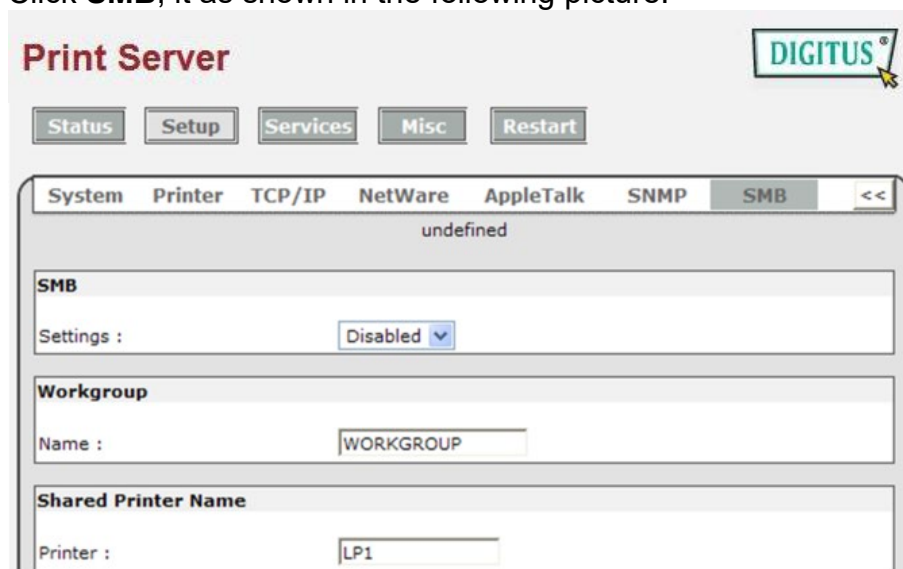 Click SMB, it as shown in the following picture.
Print Server
DIGITUS®
Status Setup Services Misc Restart
System Printer TCP/IP NetWare AppleTalk SNMP SMB <<
undefined
SMB
Settings : Disabled
Workgroup
Name : WORKGROUP
Shared Printer Name
Printer : LP1